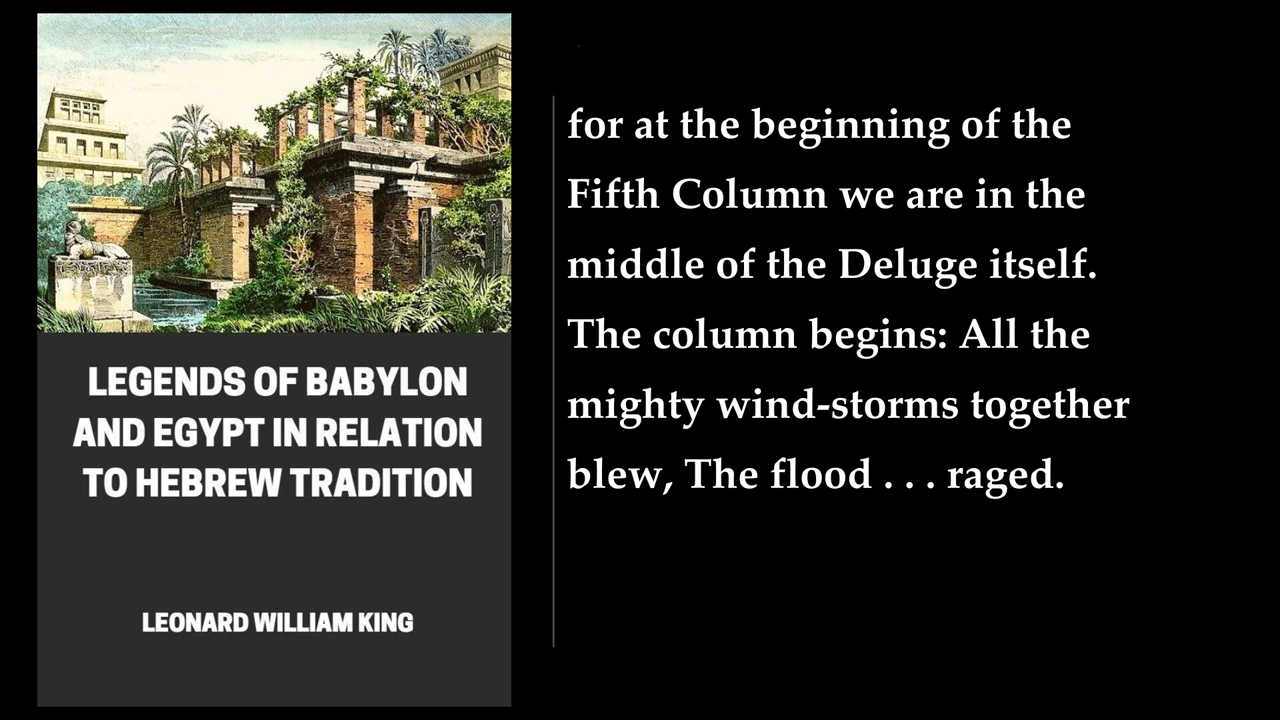 LEGENDS OF BABYLON
AND EGYPT IN RELATION
TO HEBREW TRADITION
LEONARD WILLIAM KING
for at the beginning of the
Fifth Column we are in the
middle of the Deluge itself.
The column begins: All the
mighty wind-storms together
blew, The flood . . . raged.